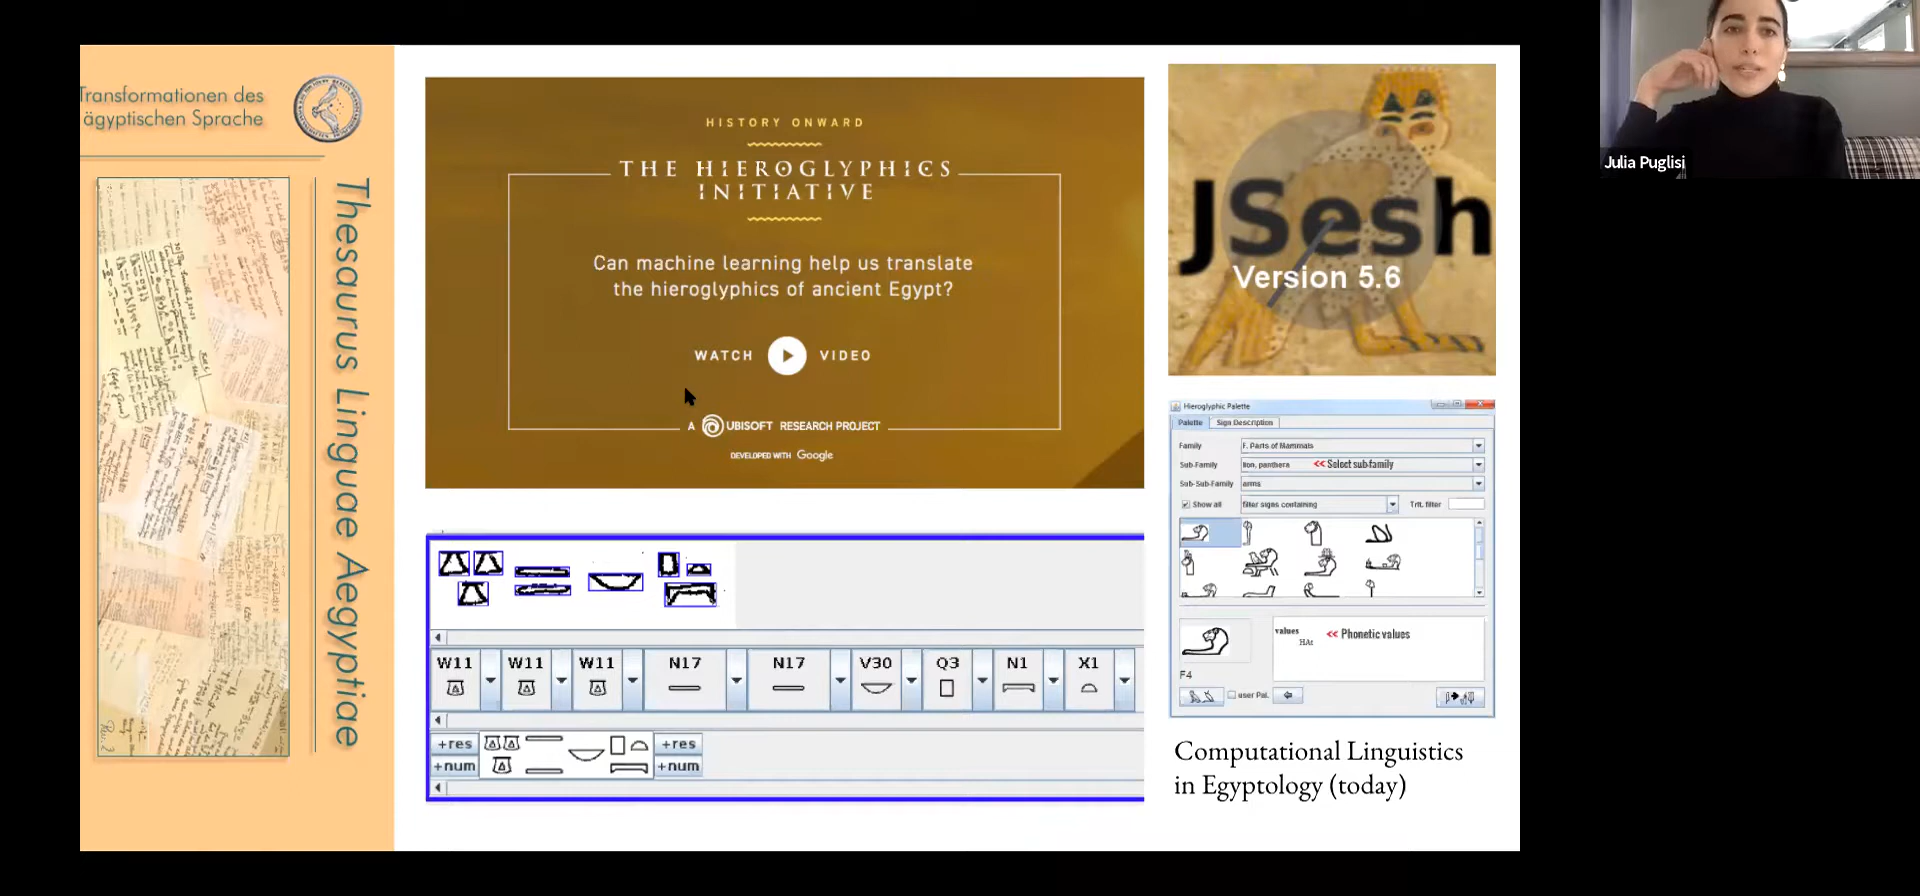 Transformationen des
ägyptischen Sprache
Thesaurus Linguae Aegyptiae
HISTORY ONWARD
THE HIEROGLYPHICS
INITIATIVE
Can machine learning help us translate
the hieroglyphics of ancient Egypt?
WATCH VIDEO
A UBISOFT RESEARCH PROJECT
DEVELOPED WITH Google
JSesh
Version 5.6
W11 W11 W11 N17 N17 V30 Q3 N1 X1
+res +res
+num +num
Hieroglyphic Palette
Palette Sign Description
Family F. Parts of Mammals
Sub-Family lion, panthera << Select sub-family
Sub-Sub-Family arms
Show all filter signs containing Trlt. filter
values << Phonetic values
HAt
F4
user Pal.
Computational Linguistics
in Egyptology (today)
Julia Puglisi